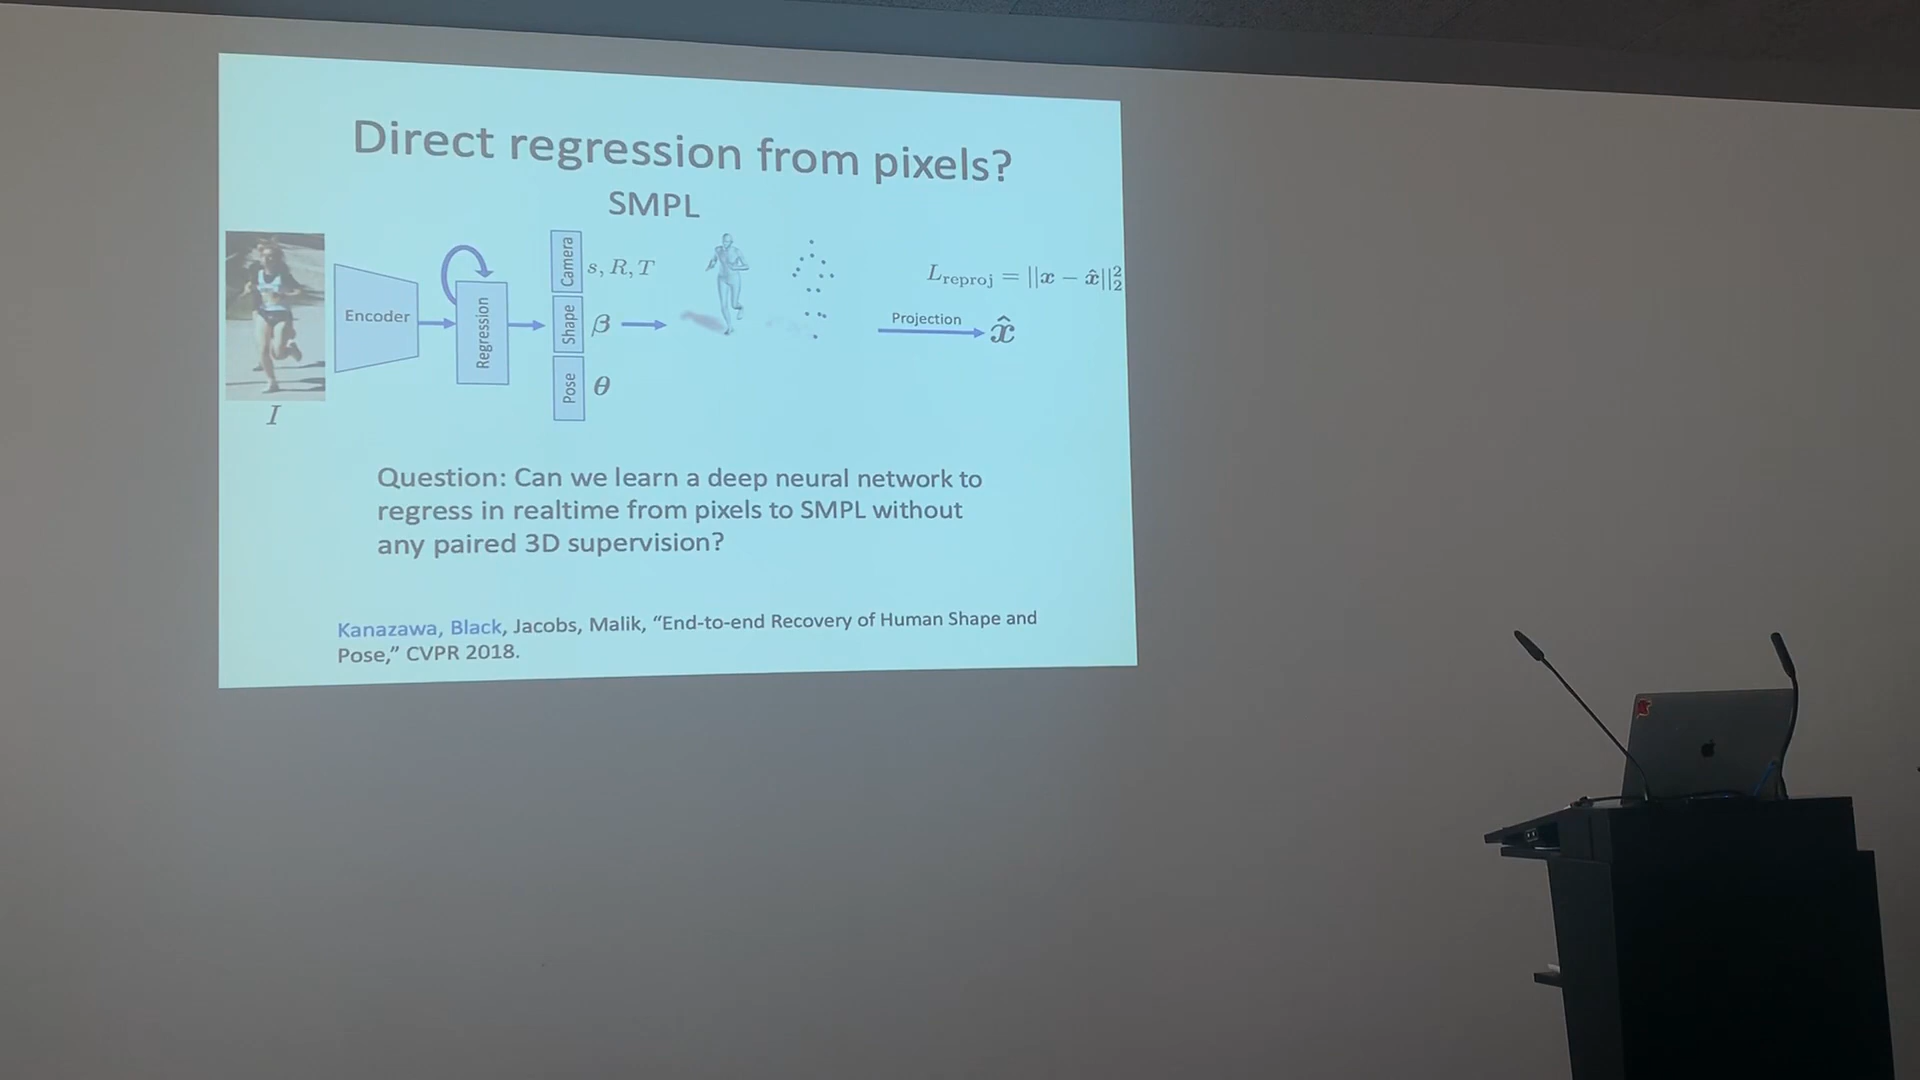 Direct regression from pixels?
SMPL
Encoder
Regression
Camera
s, R, T
Shape
β
Pose
θ
I
L_reproj = ||x − x̂||₂²
Projection
x̂
Question: Can we learn a deep neural network to
regress in realtime from pixels to SMPL without
any paired 3D supervision?
Kanazawa, Black, Jacobs, Malik, “End-to-end Recovery of Human Shape and
Pose,” CVPR 2018.